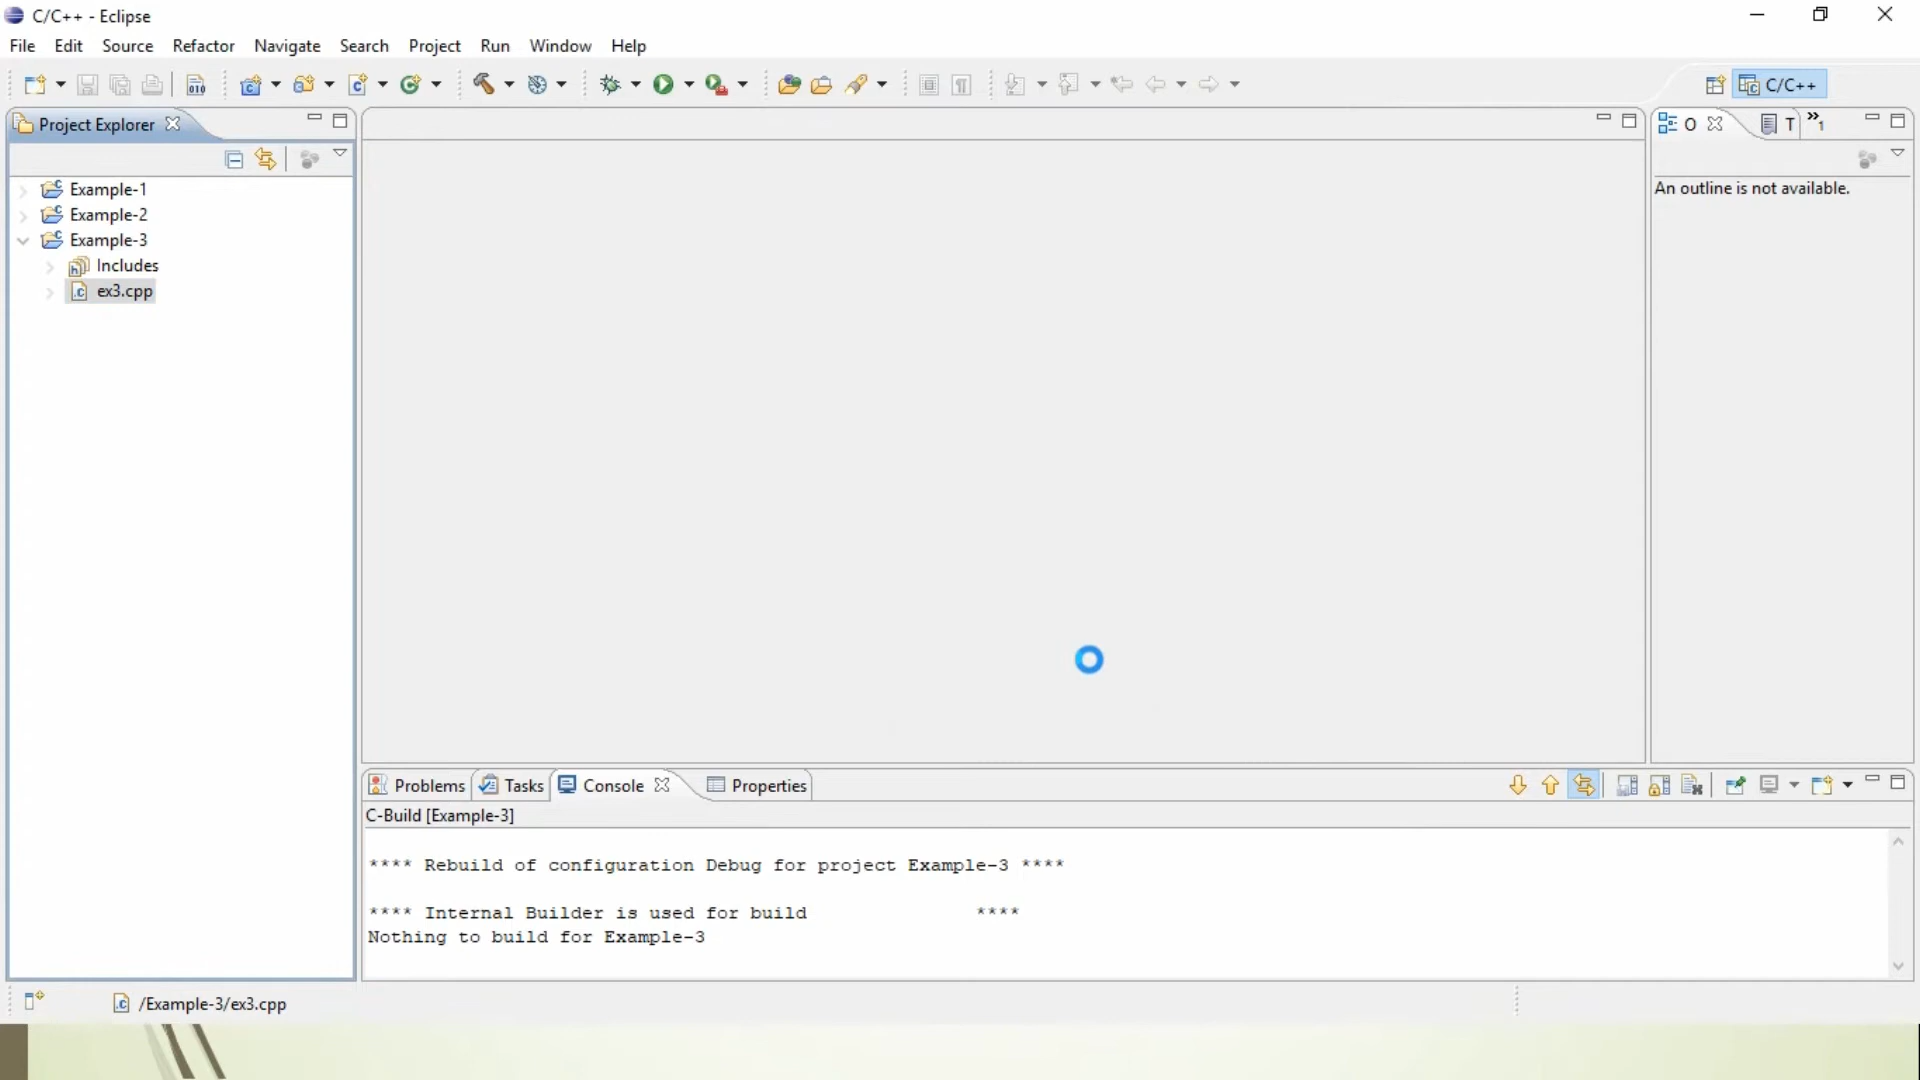 C/C++ - Eclipse
File Edit Source Refactor Navigate Search Project Run Window Help
010
C/C++
Project Explorer
O T »1
Example-1
Example-2
Example-3
Includes
ex3.cpp
An outline is not available.
Problems Tasks Console Properties
C-Build [Example-3]
**** Rebuild of configuration Debug for project Example-3 ****
**** Internal Builder is used for build ****
Nothing to build for Example-3
/Example-3/ex3.cpp